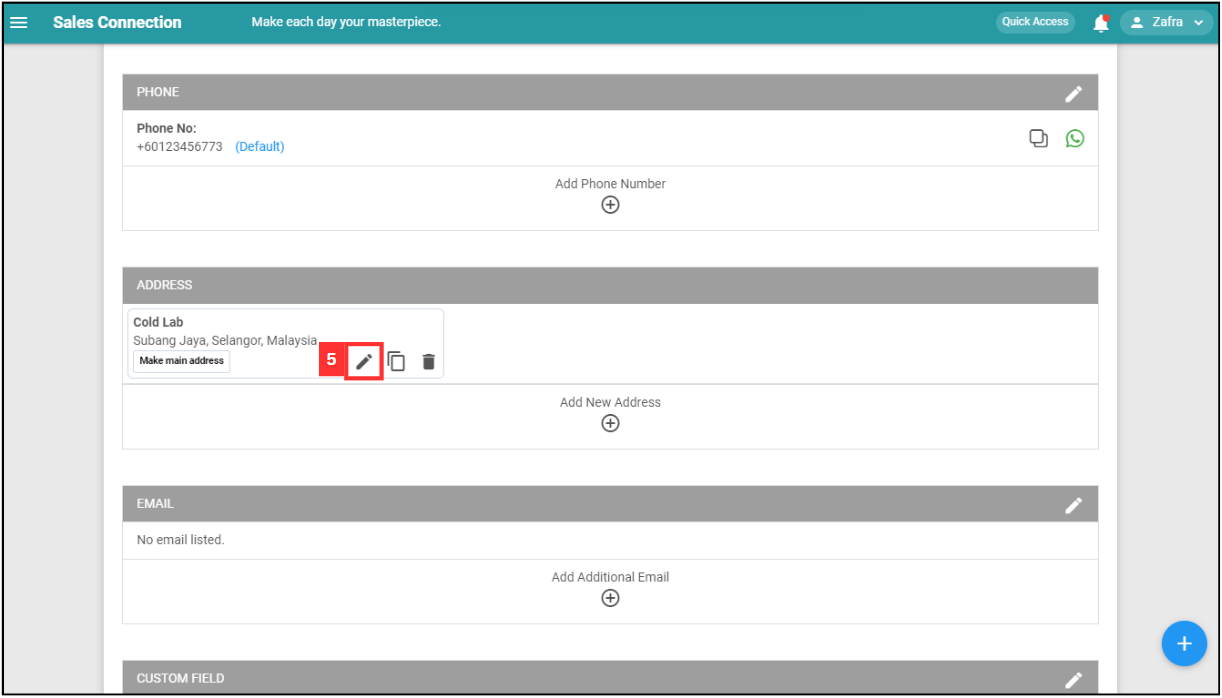 Sales Connection
Make each day your masterpiece.
Quick Access
Zafra
PHONE
Phone No:
+60123456773 (Default)
Add Phone Number
ADDRESS
Cold Lab
Subang Jaya, Selangor, Malaysia
Make main address
5
Add New Address
EMAIL
No email listed.
Add Additional Email
CUSTOM FIELD